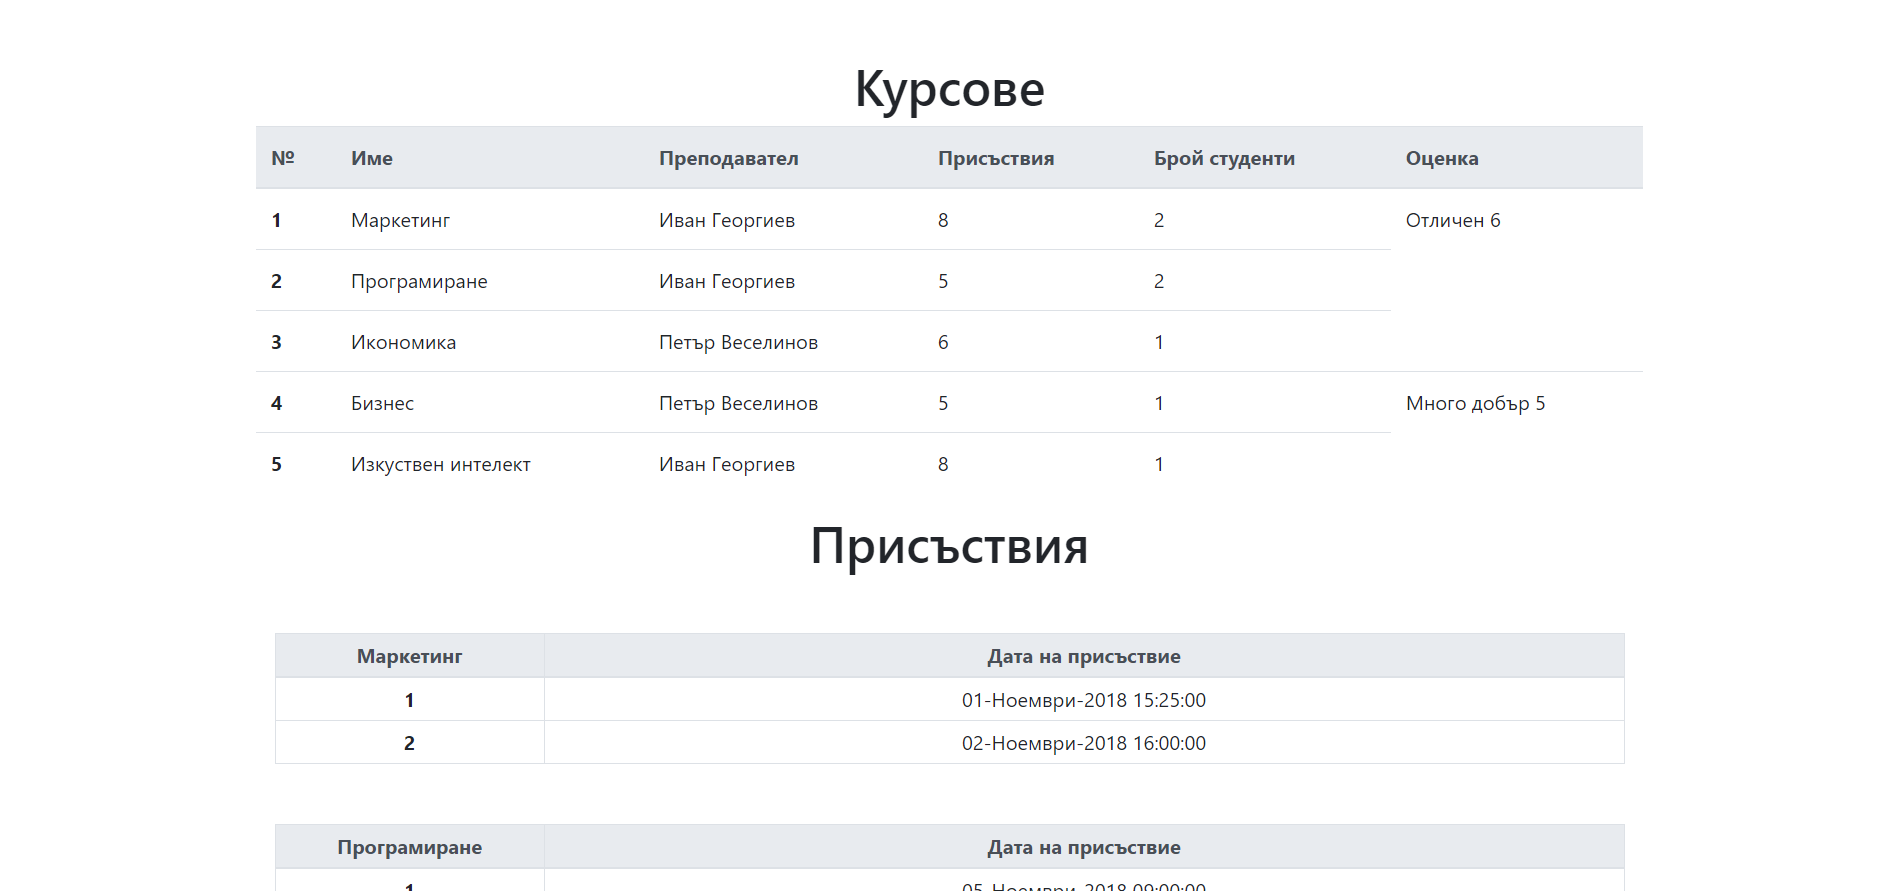 Курсове
№ Име Преподавател Присъствия Брой студенти Оценка
1 Маркетинг Иван Георгиев 8 2 Отличен 6
2 Програмиране Иван Георгиев 5 2
3 Икономика Петър Веселинов 6 1
4 Бизнес Петър Веселинов 5 1 Много добър 5
5 Изкуствен интелект Иван Георгиев 8 1
Присъствия
Маркетинг Дата на присъствие
1 01-Ноември-2018 15:25:00
2 02-Ноември-2018 16:00:00
Програмиране Дата на присъствие
1 05-Ноември-2018 09:00:00